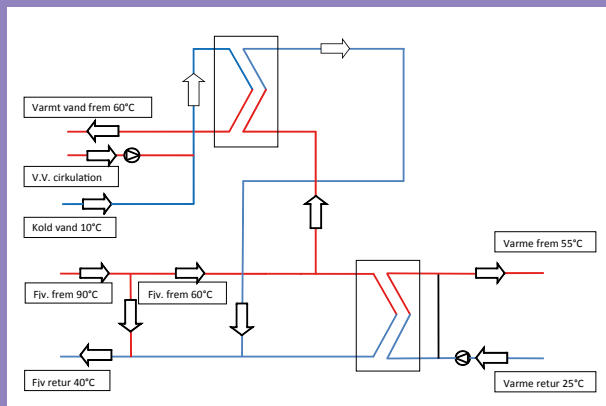 Varmt vand frem 60°C
V.V. cirkulation
Kold vand 10°C
Fjv. frem 90°C
Fjv. frem 60°C
Varme frem 55°C
Fjv retur 40°C
Varme retur 25°C